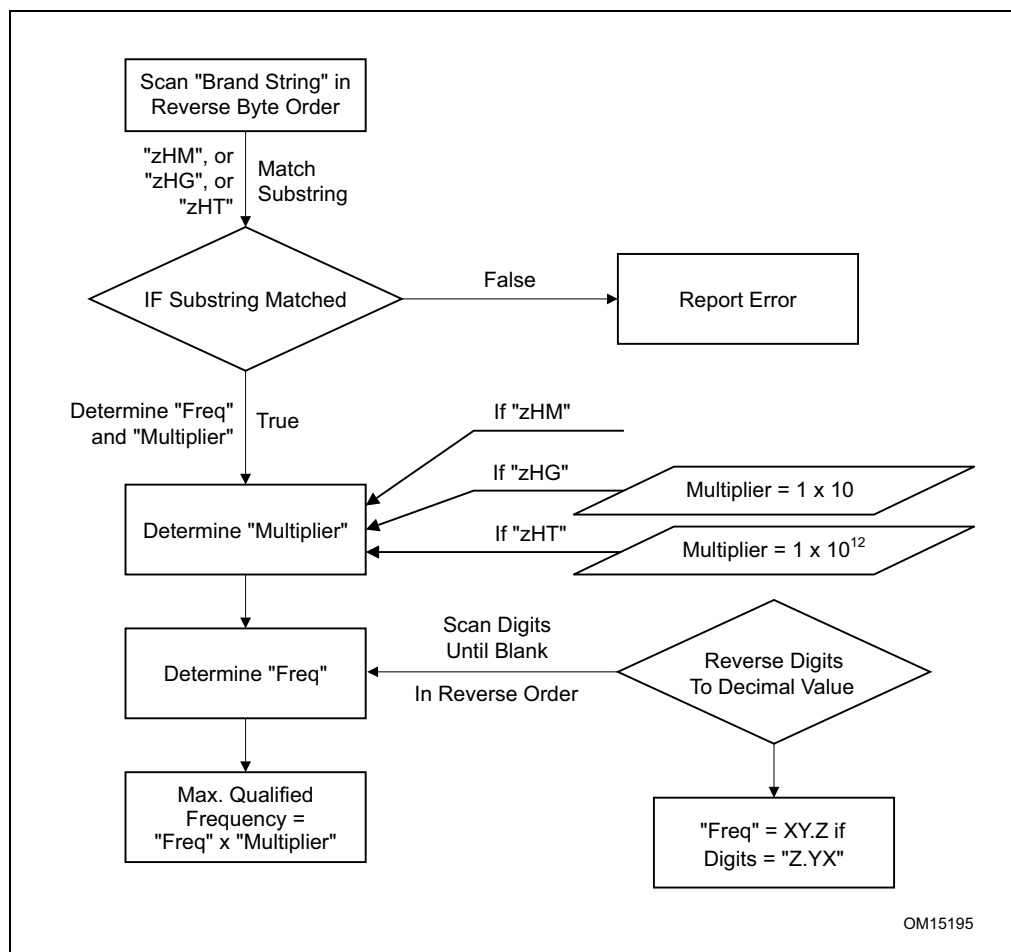 Scan "Brand String" in
Reverse Byte Order
"zHM", or
"zHG", or
"zHT"
Match
Substring
IF Substring Matched
False
Report Error
Determine "Freq"
and "Multiplier"
True
If "zHM"
If "zHG"
Multiplier = 1 x 10
Determine "Multiplier"
If "zHT"
Multiplier = 1 x 10¹²
Scan Digits
Until Blank
In Reverse Order
Reverse Digits
To Decimal Value
Determine "Freq"
Max. Qualified
Frequency =
"Freq" x "Multiplier"
"Freq" = XY.Z if
Digits = "Z.YX"
OM15195